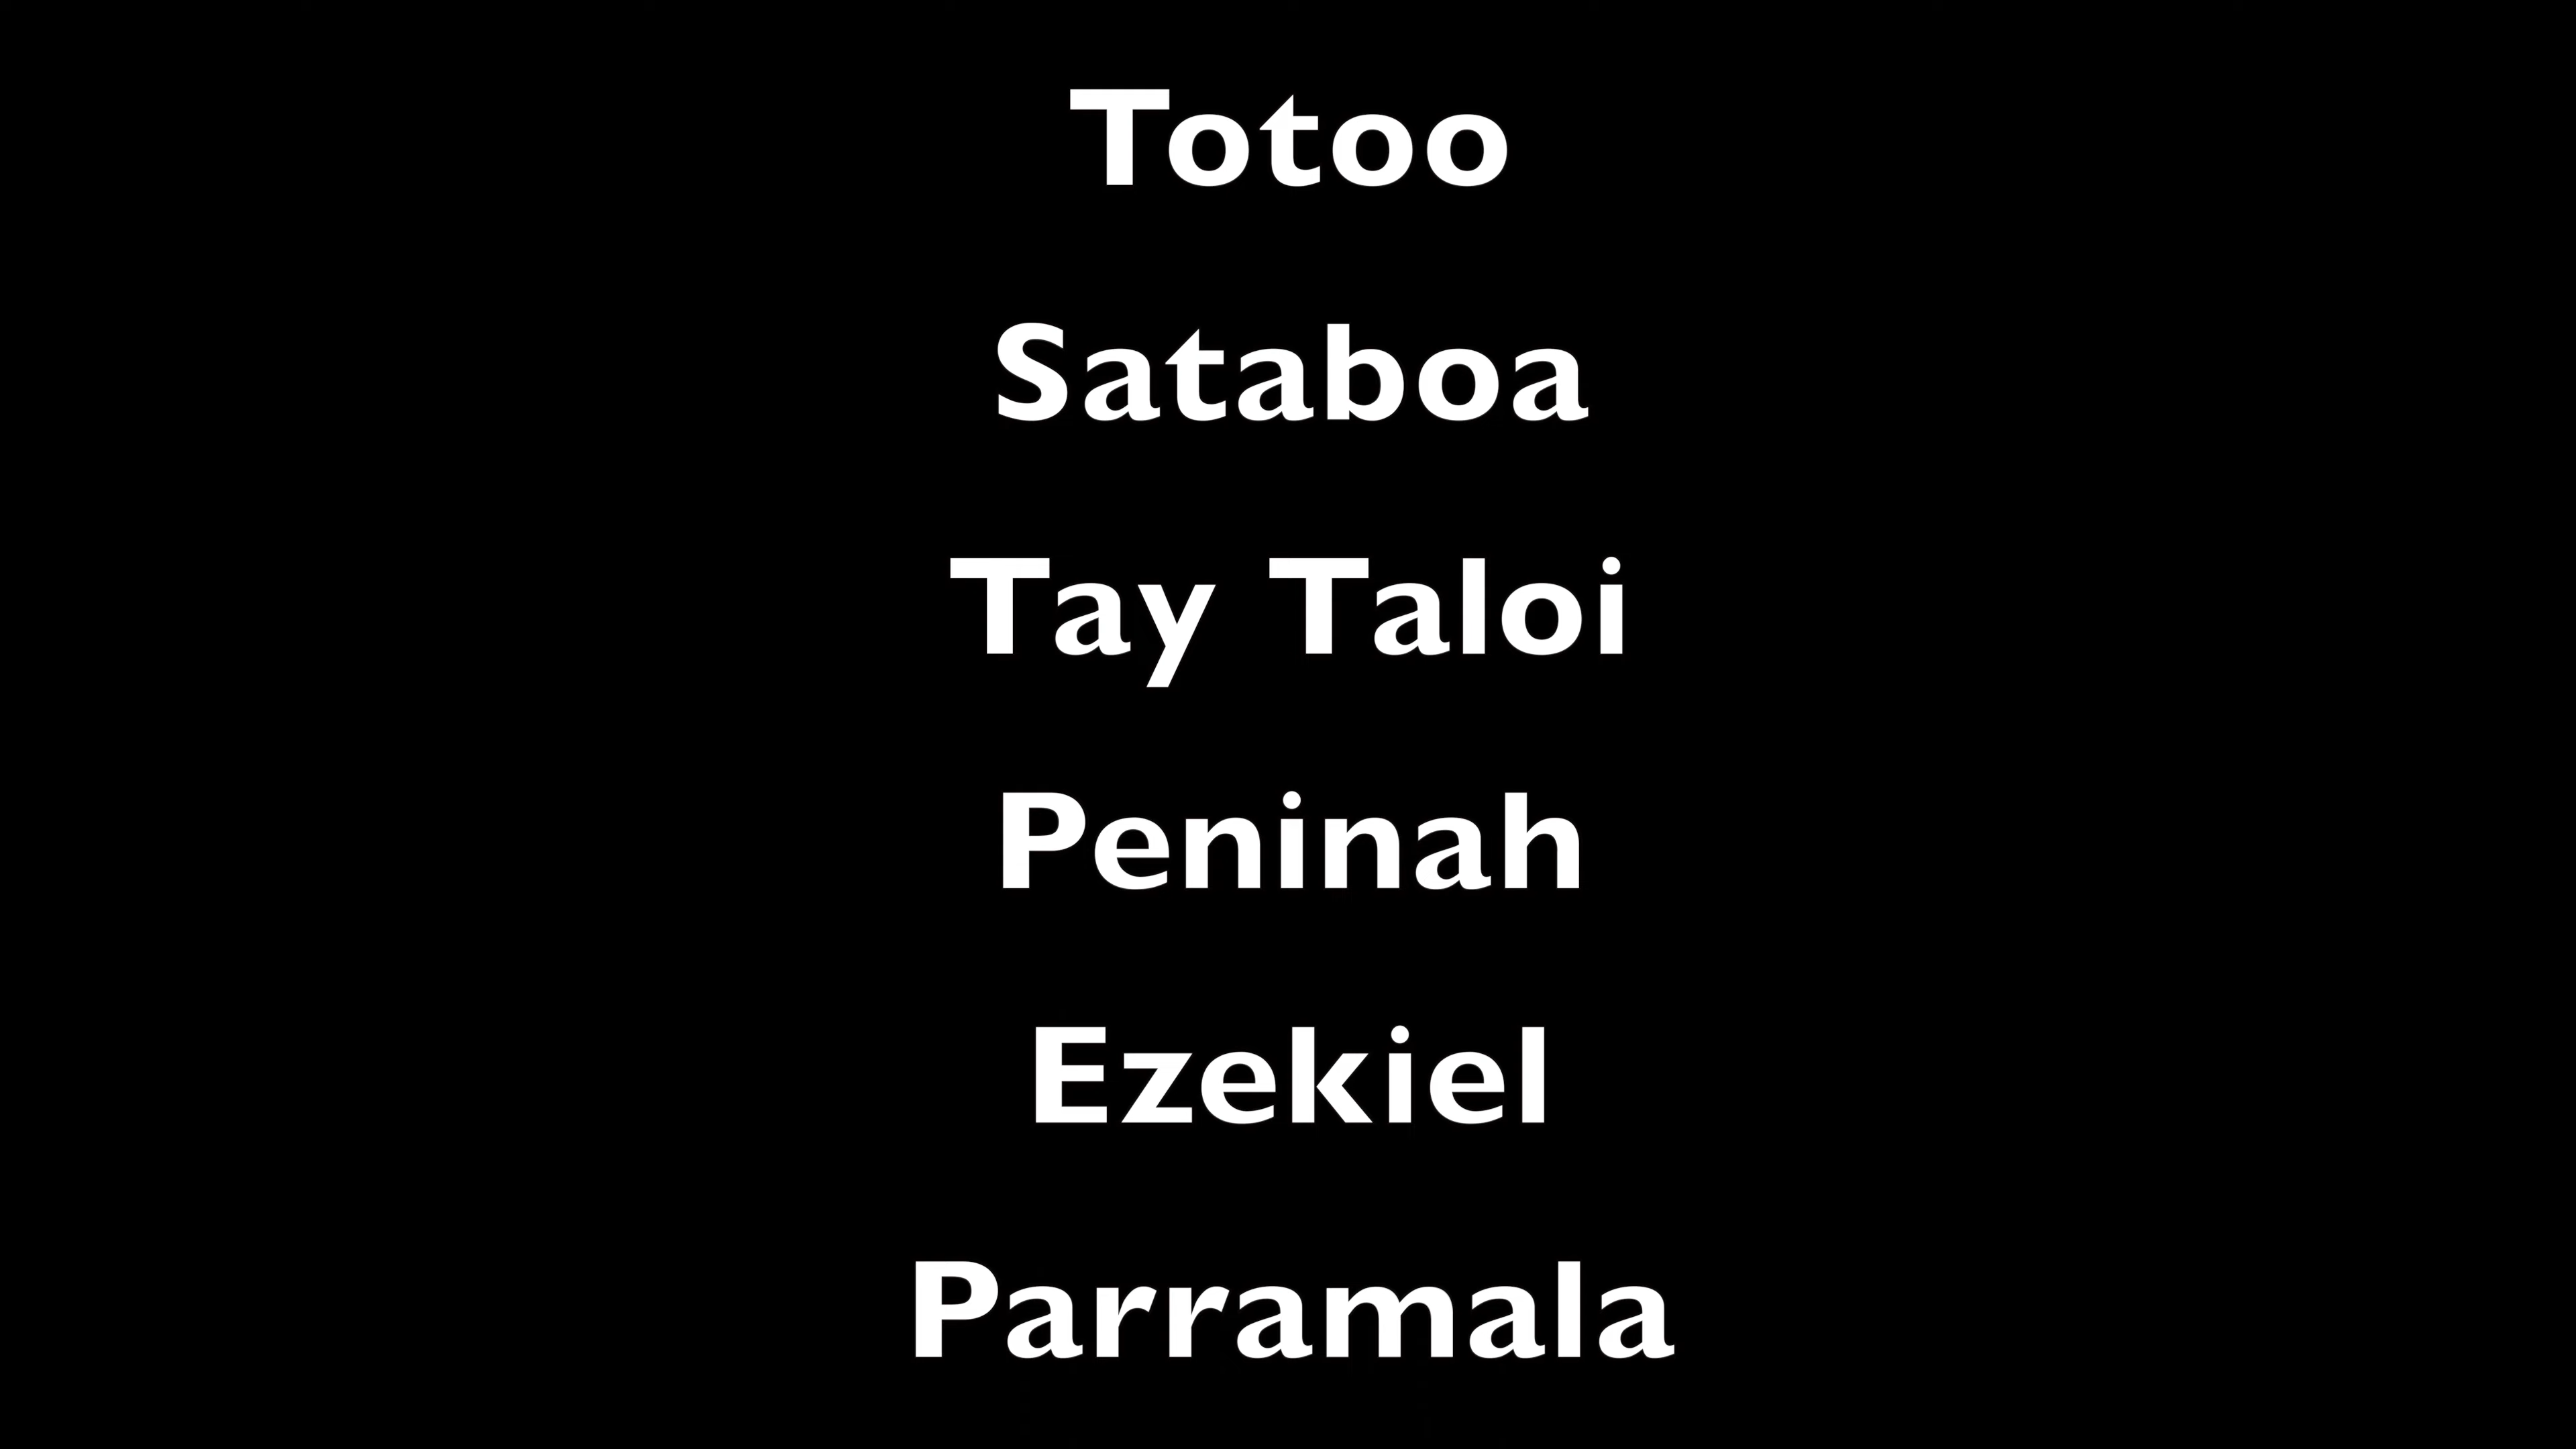 Totoo
Sataboa
Tay Taloi
Peninah
Ezekiel
Parramala